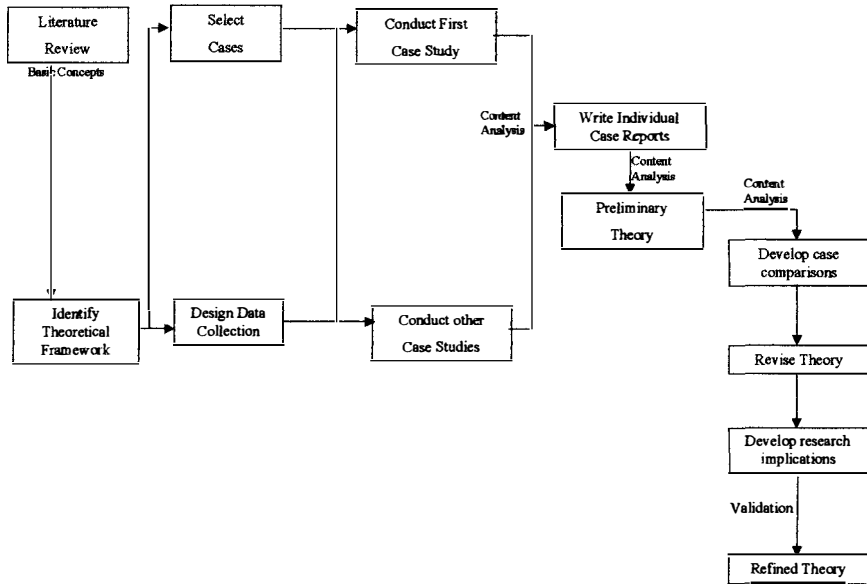 Literature
Review
Basic Concepts
Identify
Theoretical
Framework
Select
Cases
Design Data
Collection
Conduct First
Case Study
Conduct other
Case Studies
Content
Analysis
Write Individual
Case Reports
Content
Analysis
Preliminary
Theory
Content
Analysis
Develop case
comparisons
Revise Theory
Develop research
implications
Validation
Refined Theory